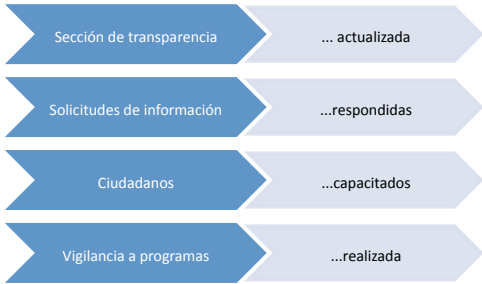 Sección de transparencia
... actualizada
Solicitudes de información
...respondidas
Ciudadanos
...capacitados
Vigilancia a programas
...realizada